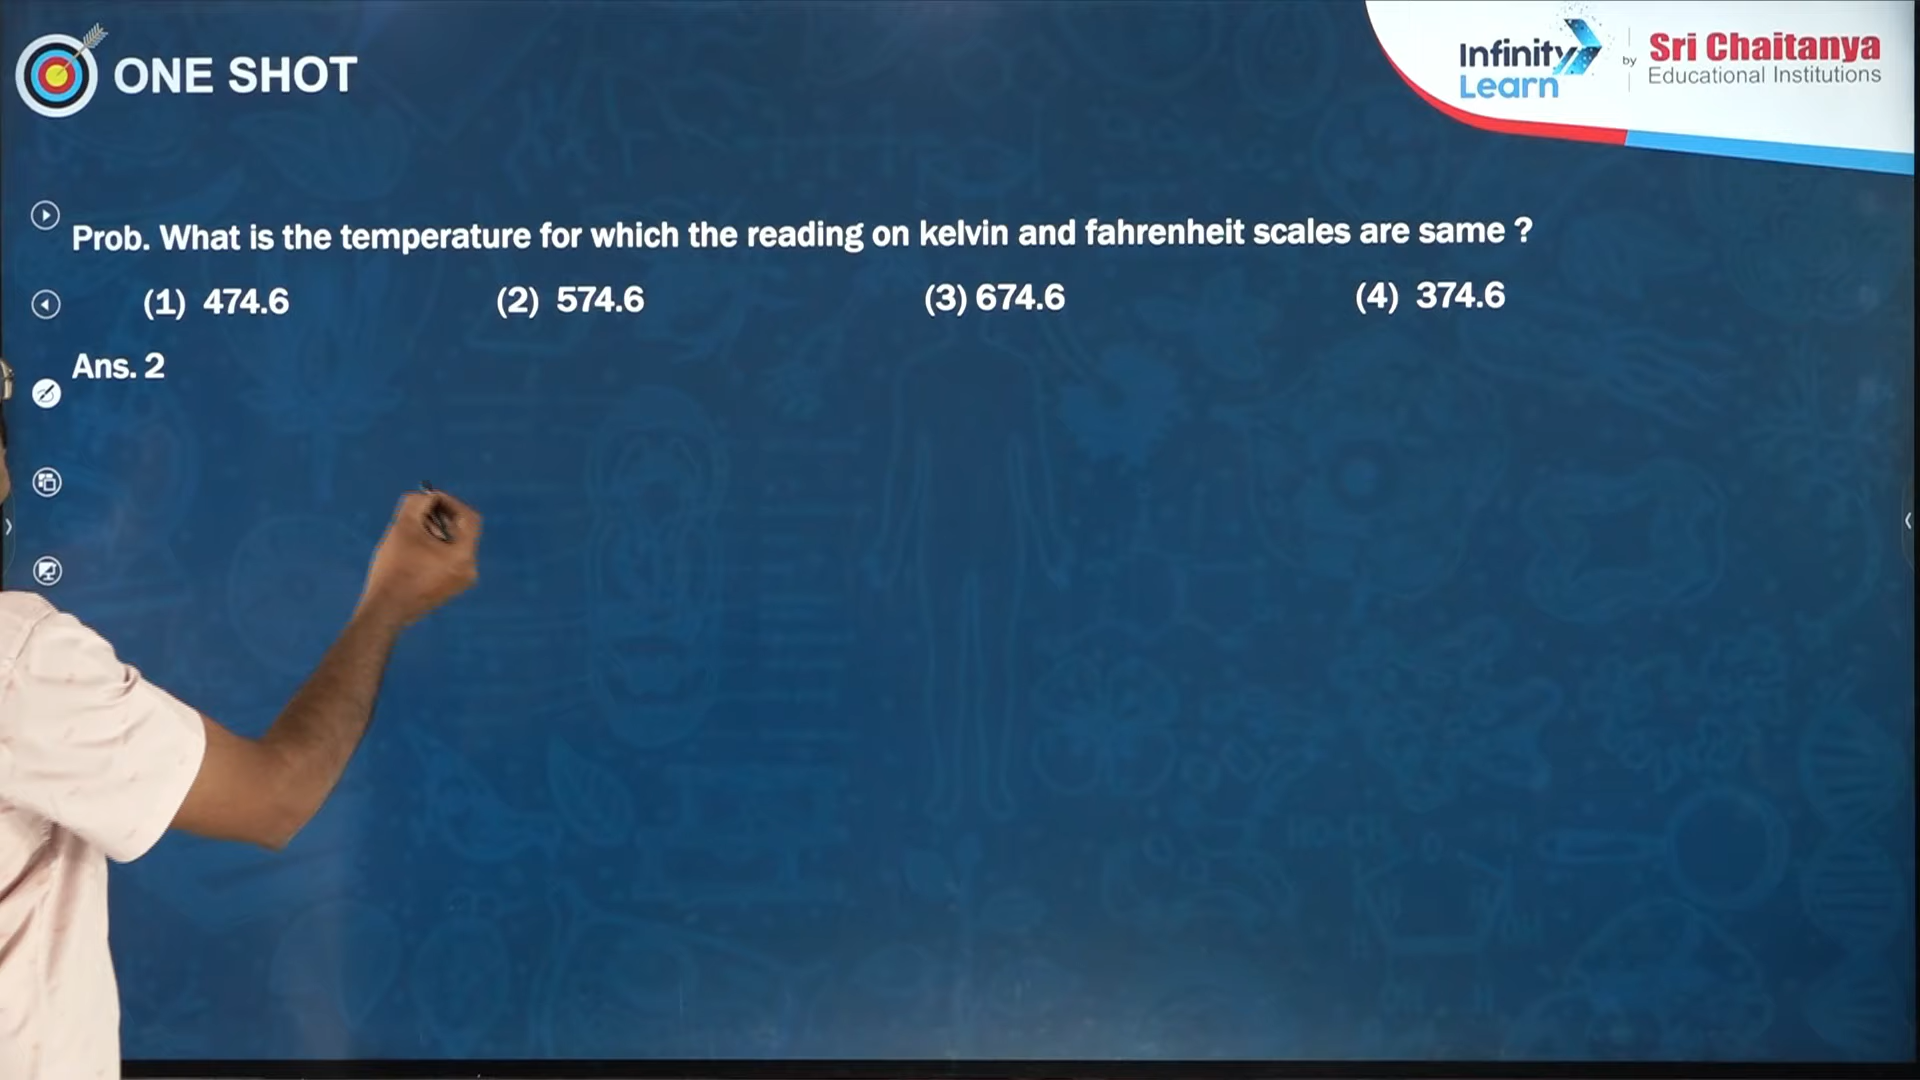 ONE SHOT
Infinity Learn by Sri Chaitanya Educational Institutions
Prob. What is the temperature for which the reading on kelvin and fahrenheit scales are same ?
(1) 474.6 (2) 574.6 (3) 674.6 (4) 374.6
Ans. 2